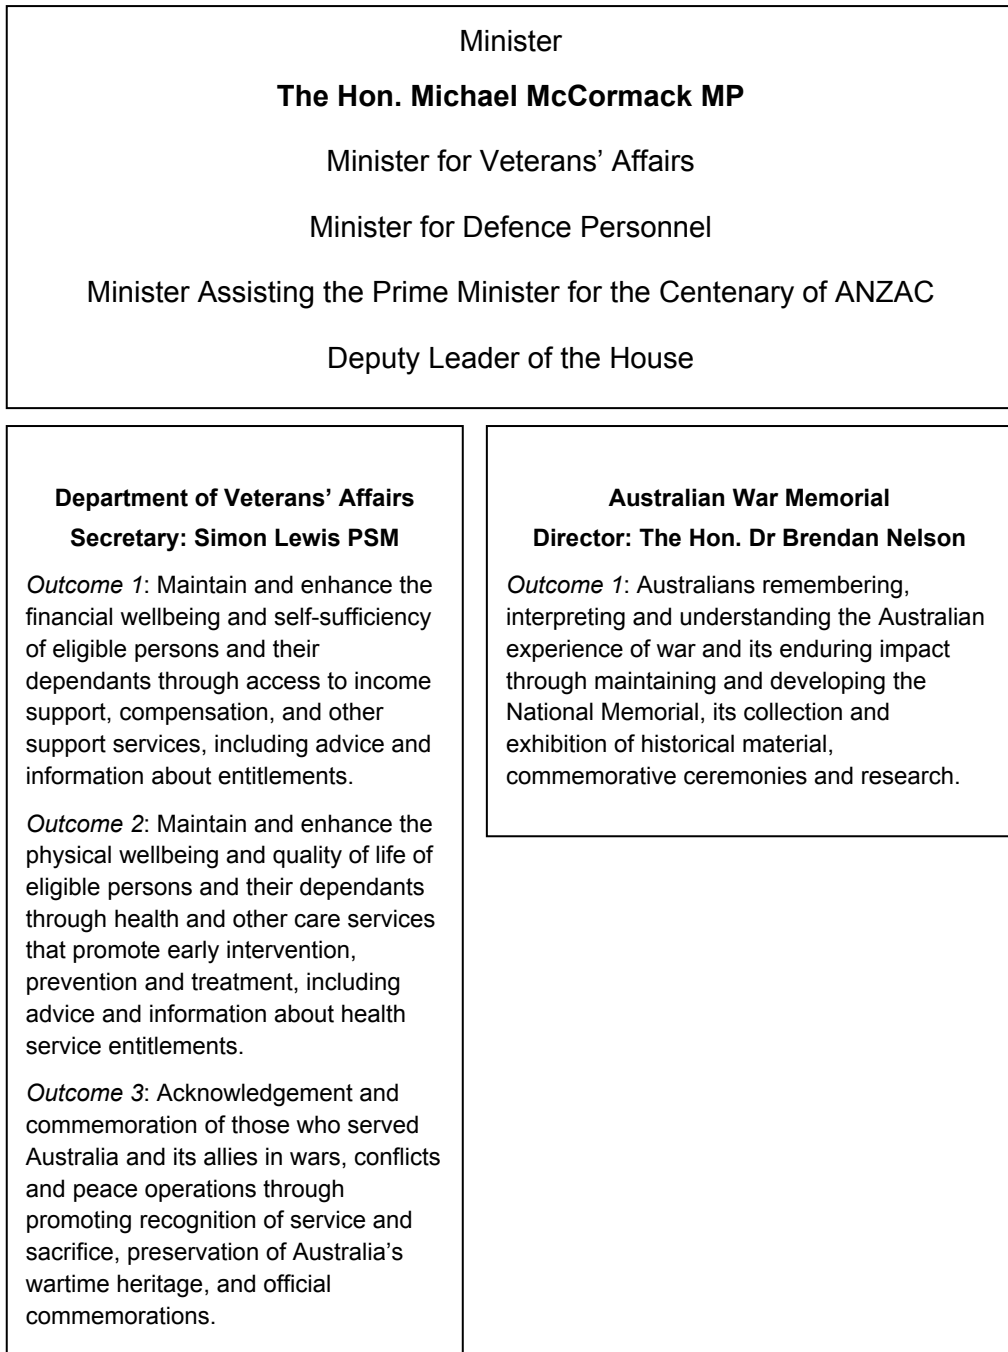 Minister
The Hon. Michael McCormack MP
Minister for Veterans’ Affairs
Minister for Defence Personnel
Minister Assisting the Prime Minister for the Centenary of ANZAC
Deputy Leader of the House
Department of Veterans’ Affairs
Secretary: Simon Lewis PSM
Outcome 1: Maintain and enhance the
financial wellbeing and self-sufficiency
of eligible persons and their
dependants through access to income
support, compensation, and other
support services, including advice and
information about entitlements.
Outcome 2: Maintain and enhance the
physical wellbeing and quality of life of
eligible persons and their dependants
through health and other care services
that promote early intervention,
prevention and treatment, including
advice and information about health
service entitlements.
Outcome 3: Acknowledgement and
commemoration of those who served
Australia and its allies in wars, conflicts
and peace operations through
promoting recognition of service and
sacrifice, preservation of Australia’s
wartime heritage, and official
commemorations.
Australian War Memorial
Director: The Hon. Dr Brendan Nelson
Outcome 1: Australians remembering,
interpreting and understanding the Australian
experience of war and its enduring impact
through maintaining and developing the
National Memorial, its collection and
exhibition of historical material,
commemorative ceremonies and research.